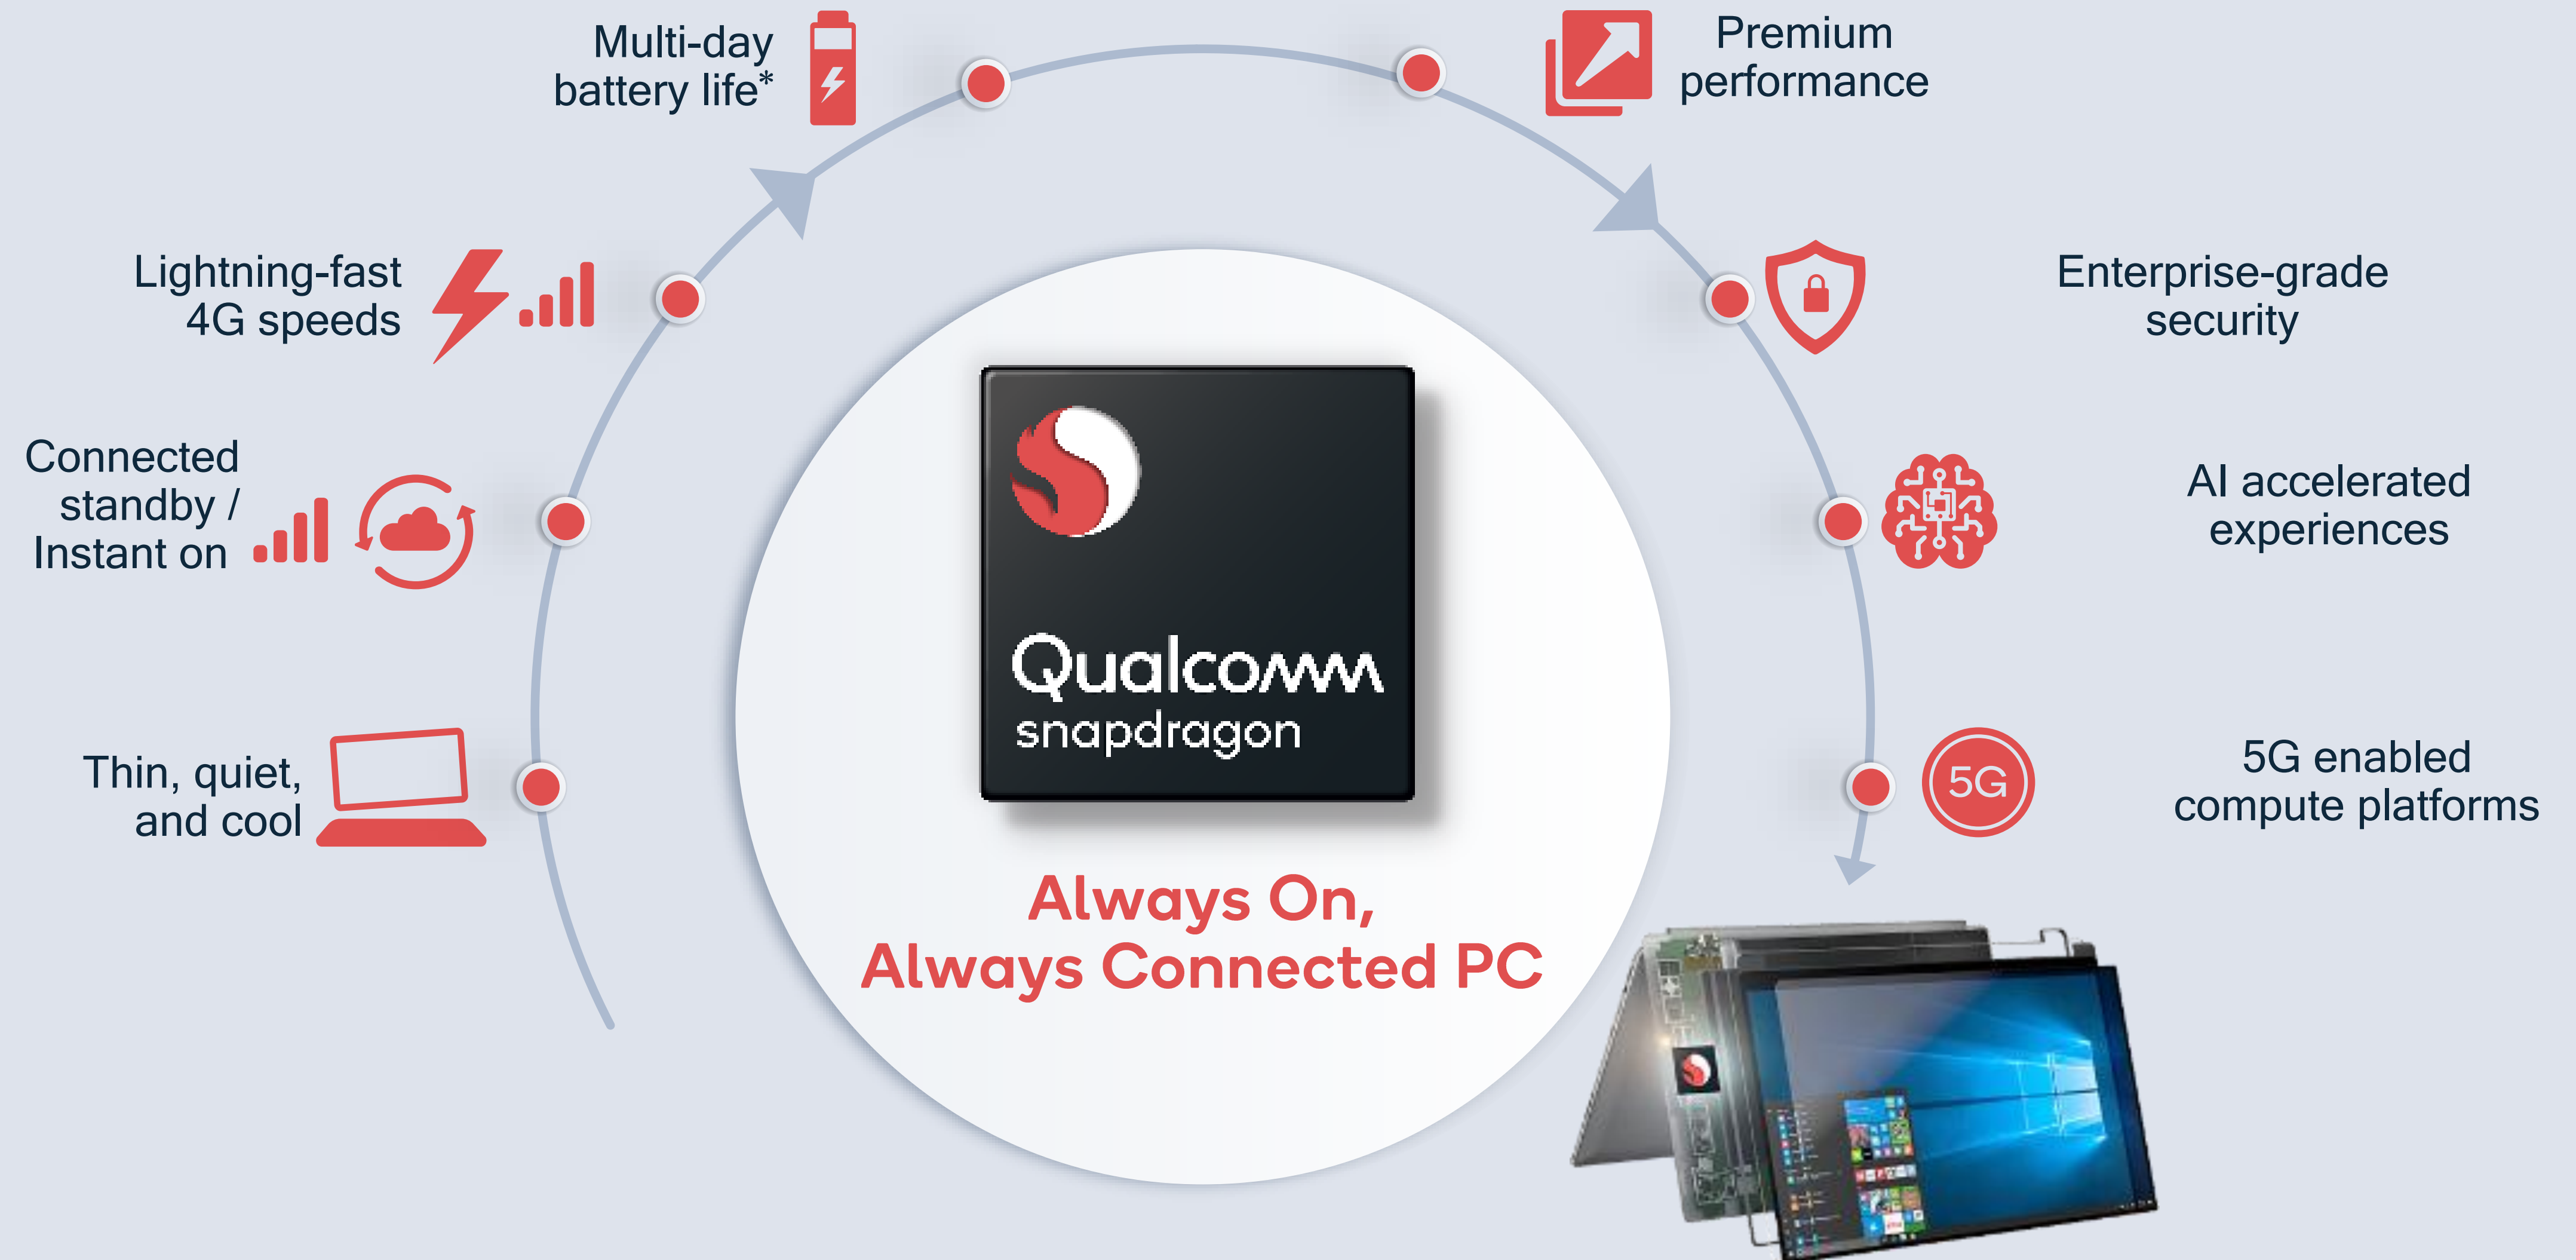 Multi-day
battery life*
Premium
performance
Lightning-fast
4G speeds
Enterprise-grade
security
Connected
standby /
Instant on
AI accelerated
experiences
Thin, quiet,
and cool
5G
5G enabled
compute platforms
Qualcomm
snapdragon
Always On,
Always Connected PC